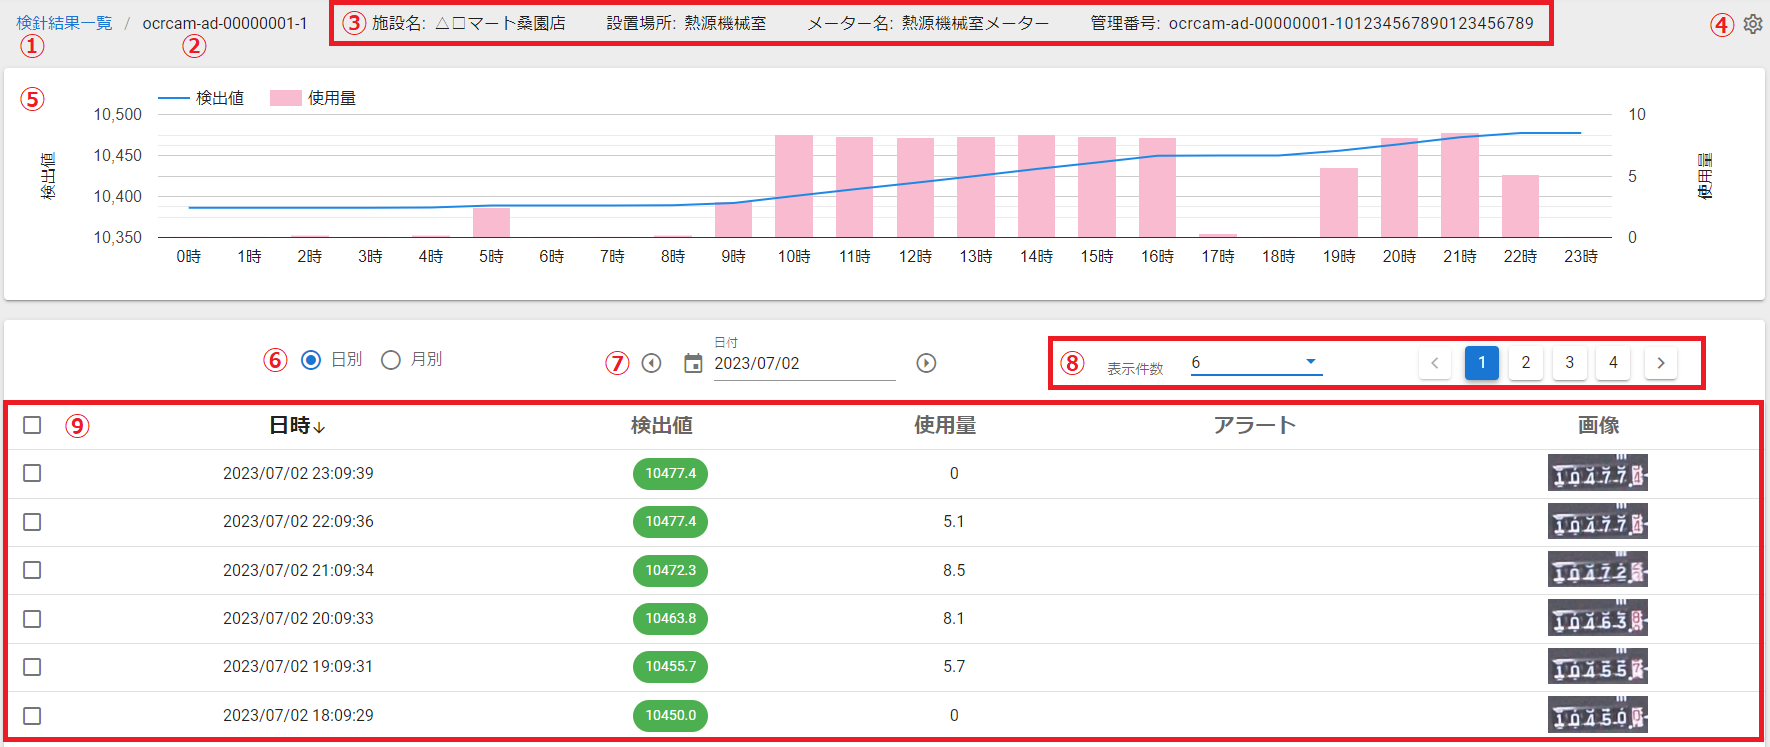 検針結果一覧 / ocrcam-ad-00000001-1 ③ 施設名: △□マート桑園店 設置場所: 熱源機械室 メーター名: 熱源機械室メーター 管理番号: ocrcam-ad-00000001-101234567890123456789 ④
① ②
⑤ 検出値 使用量
10,500 10
10,450
検出値 5 使用量
10,400
10,350 0
0時 1時 2時 3時 4時 5時 6時 7時 8時 9時 10時 11時 12時 13時 14時 15時 16時 17時 18時 19時 20時 21時 22時 23時
日付
⑥ 日別 月別 ⑦ 2023/07/02 ⑧ 表示件数 6 < 1 2 3 4 >
⑨ 日時↓ 検出値 使用量 アラート 画像
2023/07/02 23:09:39 10477.4 0 104774
2023/07/02 22:09:36 10477.4 5.1 104774
2023/07/02 21:09:34 10472.3 8.5 10472
2023/07/02 20:09:33 10463.8 8.1 104638
2023/07/02 19:09:31 10455.7 5.7 104557
2023/07/02 18:09:29 10450.0 0 104500